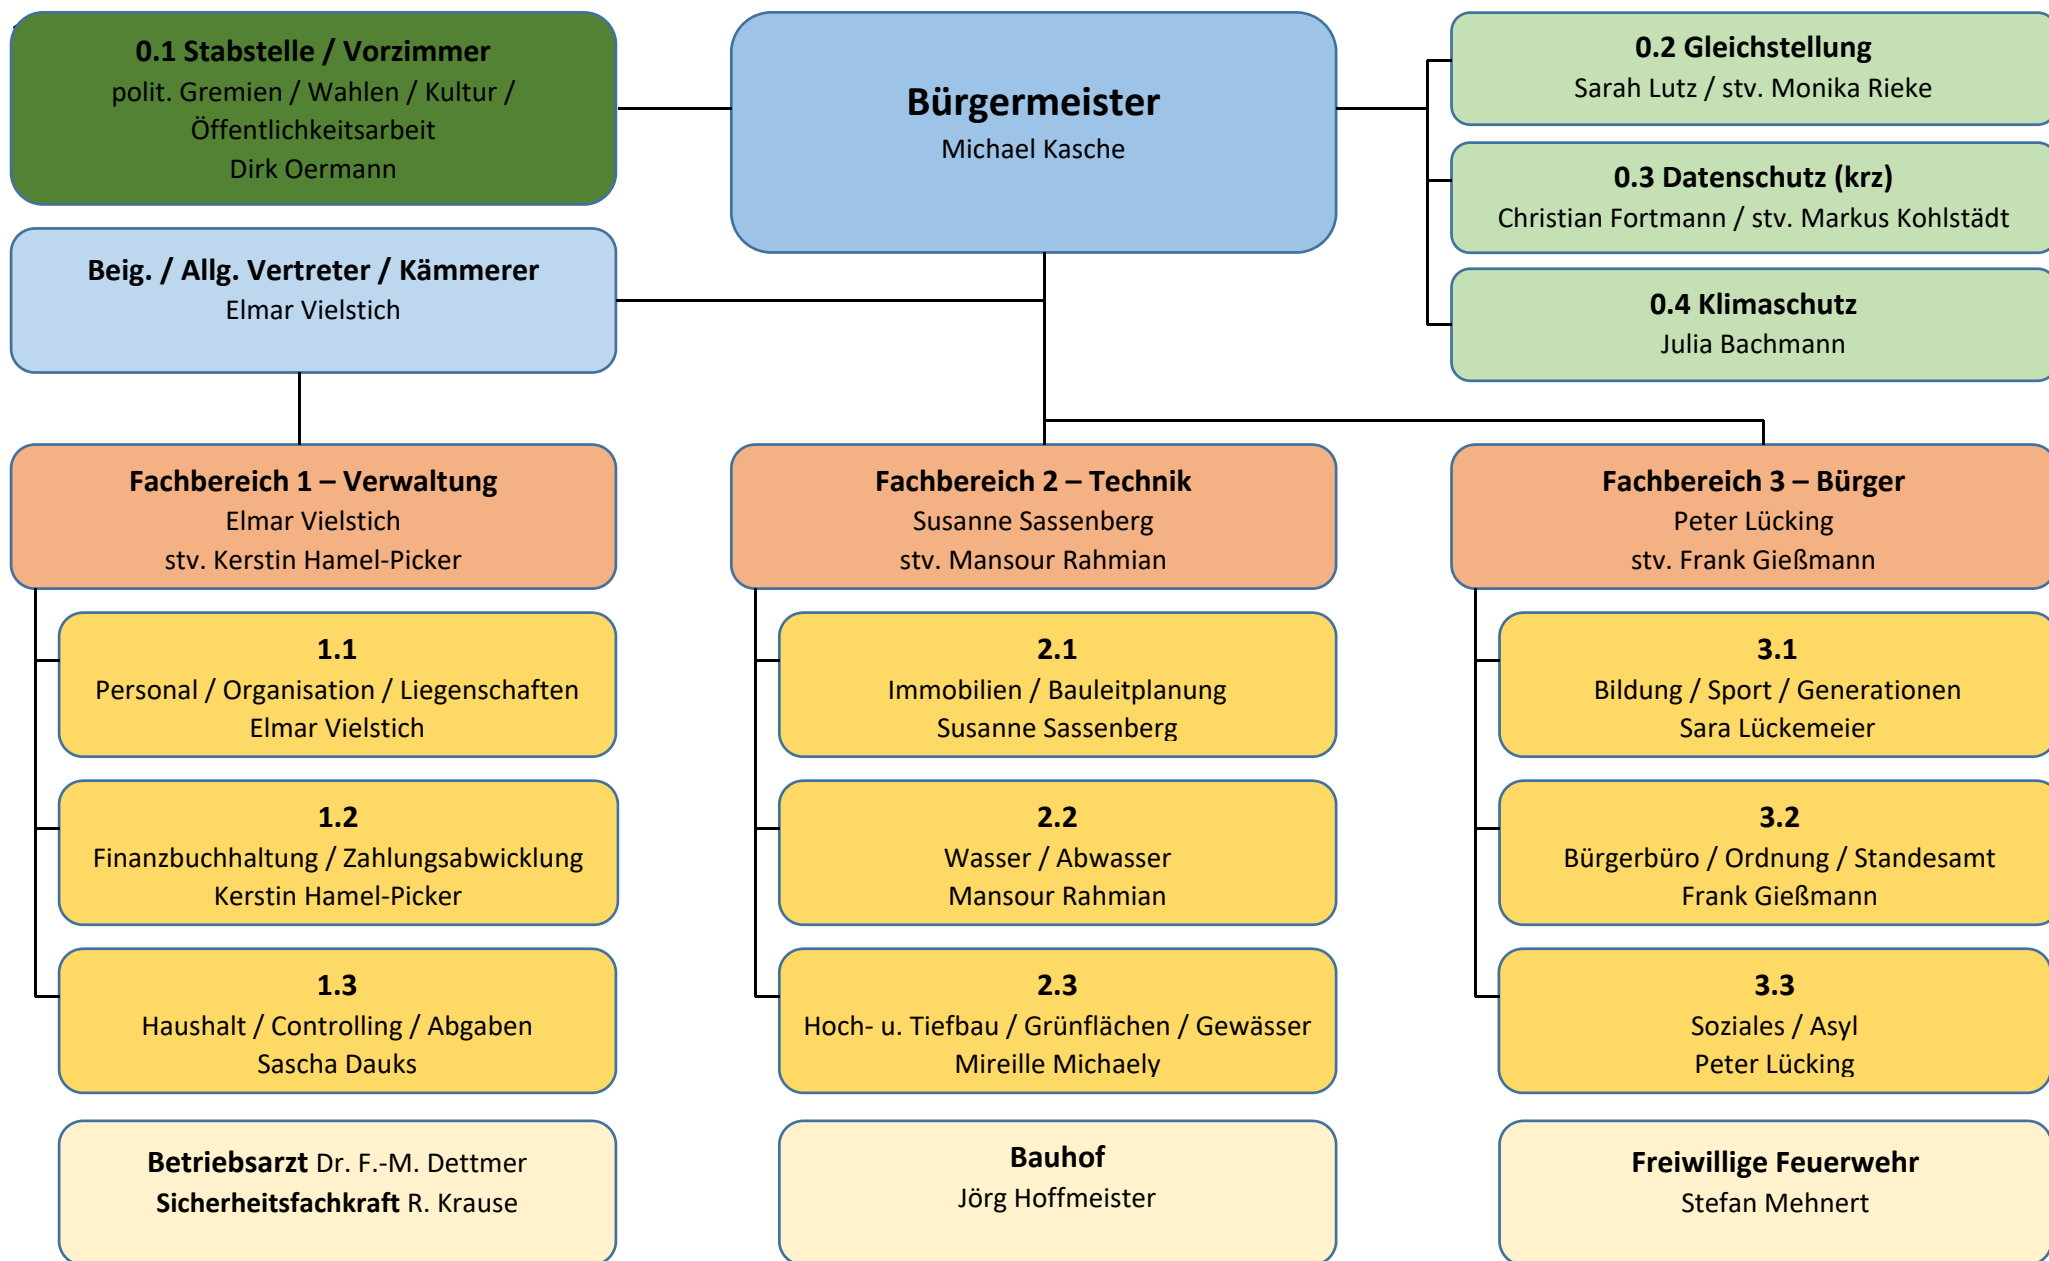 0.1 Stabstelle / Vorzimmer
polit. Gremien / Wahlen / Kultur /
Öffentlichkeitsarbeit
Dirk Oermann
Bürgermeister
Michael Kasche
0.2 Gleichstellung
Sarah Lutz / stv. Monika Rieke
0.3 Datenschutz (krz)
Christian Fortmann / stv. Markus Kohlstädt
0.4 Klimaschutz
Julia Bachmann
Beig. / Allg. Vertreter / Kämmerer
Elmar Vielstich
Fachbereich 1 – Verwaltung
Elmar Vielstich
stv. Kerstin Hamel-Picker
1.1
Personal / Organisation / Liegenschaften
Elmar Vielstich
1.2
Finanzbuchhaltung / Zahlungsabwicklung
Kerstin Hamel-Picker
1.3
Haushalt / Controlling / Abgaben
Sascha Dauks
Betriebsarzt Dr. F.-M. Dettmer
Sicherheitsfachkraft R. Krause
Fachbereich 2 – Technik
Susanne Sassenberg
stv. Mansour Rahmian
2.1
Immobilien / Bauleitplanung
Susanne Sassenberg
2.2
Wasser / Abwasser
Mansour Rahmian
2.3
Hoch- u. Tiefbau / Grünflächen / Gewässer
Mireille Michaely
Bauhof
Jörg Hoffmeister
Fachbereich 3 – Bürger
Peter Lücking
stv. Frank Gießmann
3.1
Bildung / Sport / Generationen
Sara Lückemeier
3.2
Bürgerbüro / Ordnung / Standesamt
Frank Gießmann
3.3
Soziales / Asyl
Peter Lücking
Freiwillige Feuerwehr
Stefan Mehnert